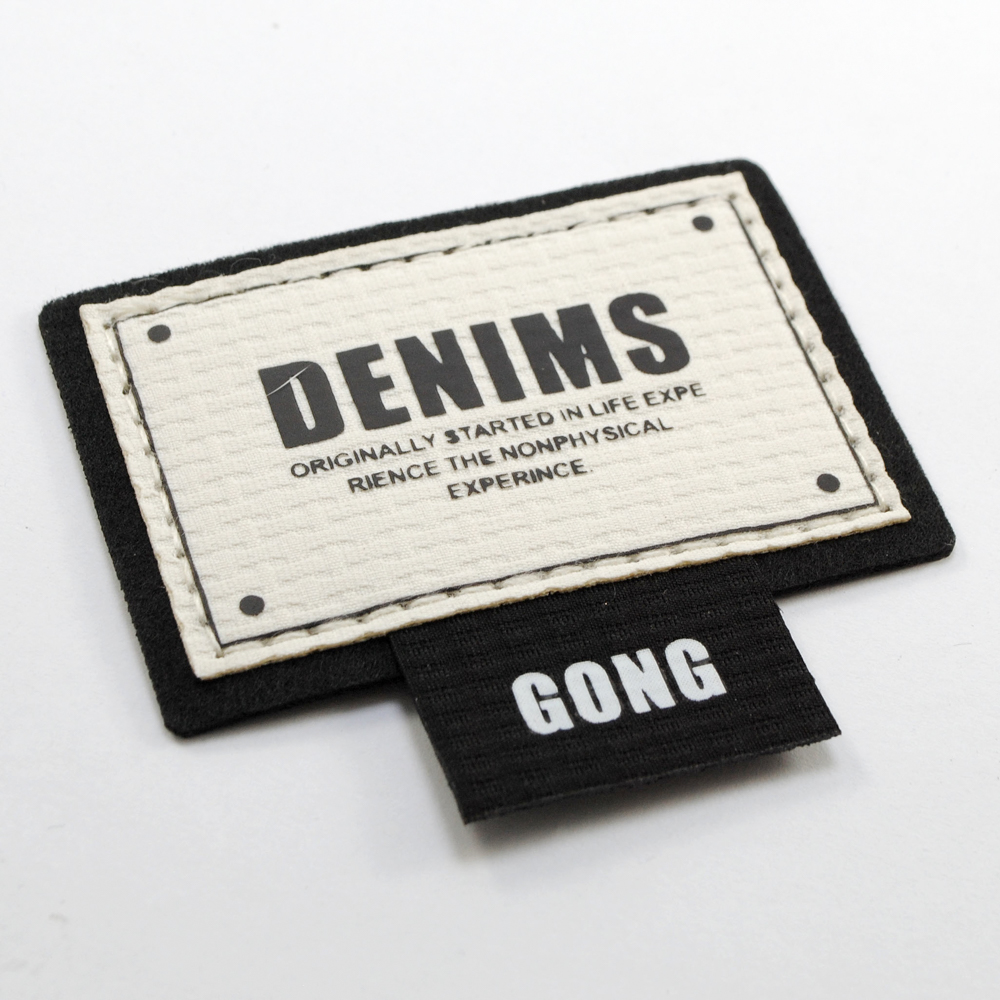 DENIMS
ORIGINALLY STARTED IN LIFE EXPE
RIENCE THE NONPHYSICAL
EXPERINCE.
GONG